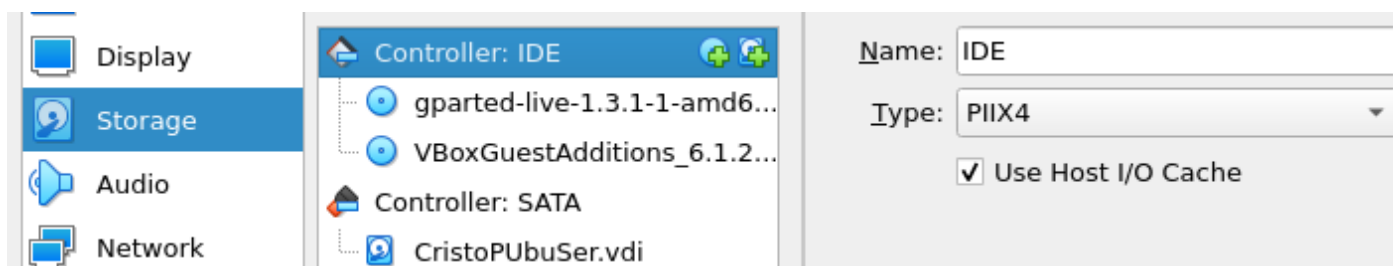 Display
Storage
Audio
Network
Controller: IDE
gparted-live-1.3.1-1-amd6...
VBoxGuestAdditions_6.1.2...
Controller: SATA
CristoPUbuSer.vdi
Name: IDE
Type: PIIX4
Use Host I/O Cache